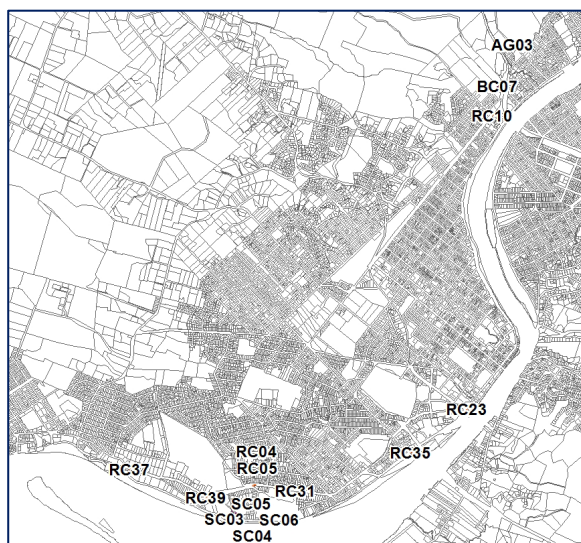 AG03
BC07
RC10
RC23
RC04
RC35
RC05
RC37
RC31
RC39
SC05
SC03
SC06
SC04